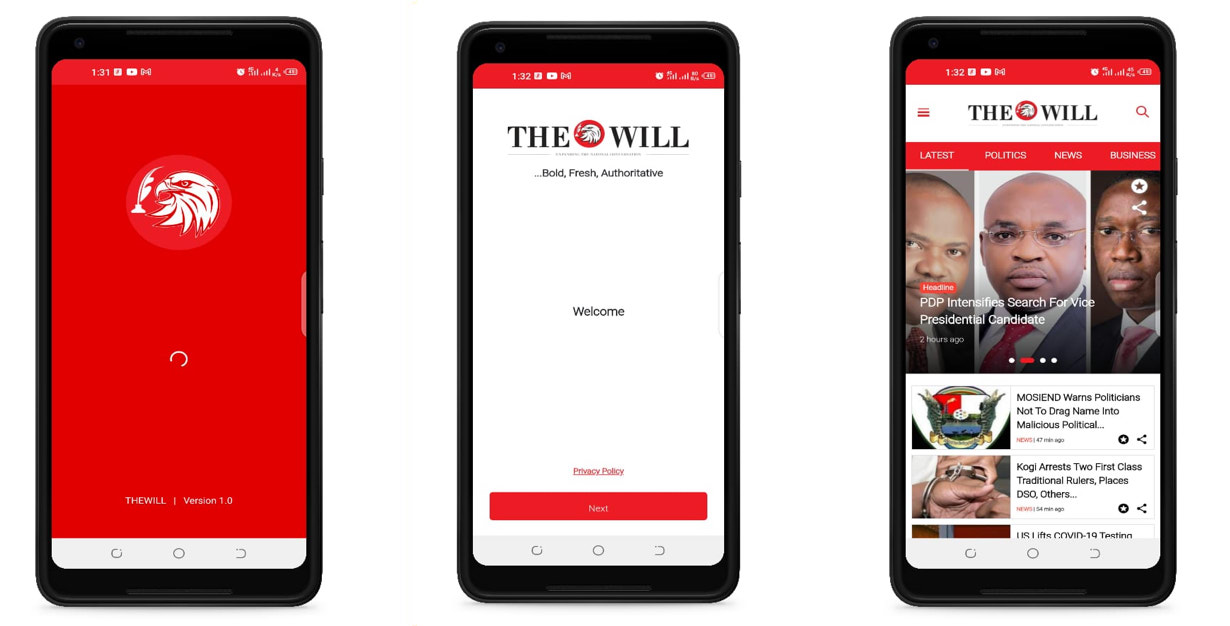 1:31
THEWILL | Version 1.0
1:32
THE WILL
...Bold, Fresh, Authoritative
Welcome
Privacy Policy
Next
1:32
THE WILL
LATEST POLITICS NEWS BUSINESS
Headline
PDP Intensifies Search For Vice
Presidential Candidate
2 hours ago
MOSIEND Warns Politicians
Not To Drag Name Into
Malicious Political...
NEWS | 47 min ago
Kogi Arrests Two First Class
Traditional Rulers, Places
DSO, Others...
NEWS | 54 min ago
US Lifts COVID-19 Testing